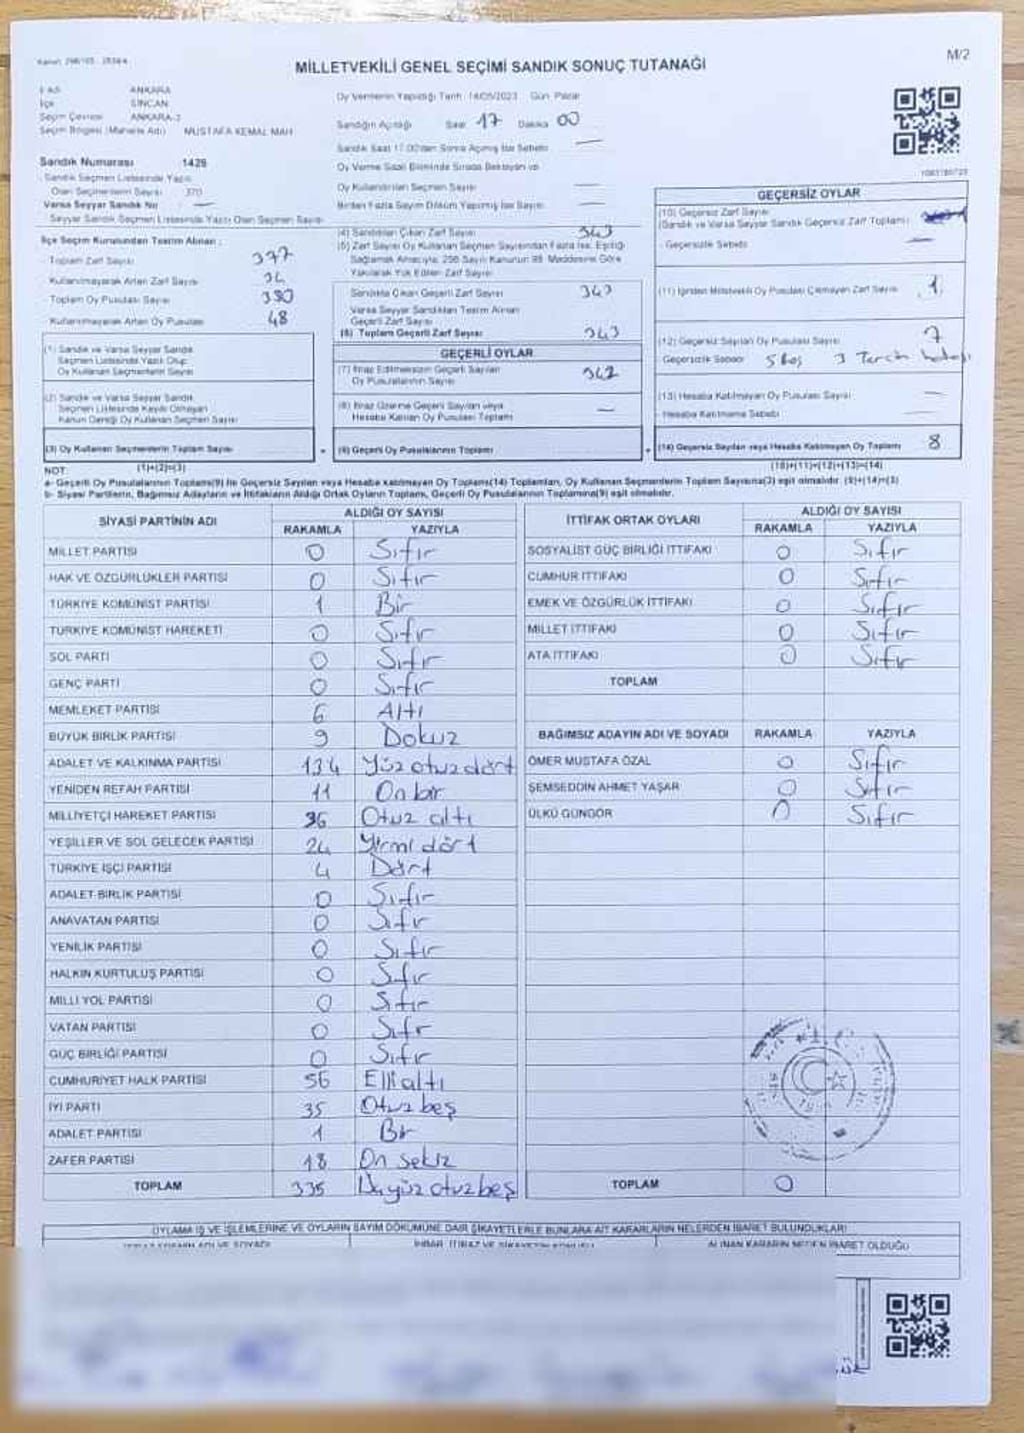 MİLLETVEKİLİ GENEL SEÇİMİ SANDIK SONUÇ TUTANAĞI
M/2
İl Adı ANKARA
İlçe SİNCAN
Seçim Çevresi ANKARA-3
Seçim Bölgesi (Mahalle Adı) MUSTAFA KEMAL MAH
Sandık Numarası 1426
Sandık Seçmen Listesinde Yazılı
Olan Seçmenlerin Sayısı 370
Varsa Seyyar Sandık No —
Seyyar Sandık Seçmen Listesinde Yazılı Olan Seçmen Sayısı
Oy Vermenin Yapıldığı Tarih 14/05/2023 Gün Pazar
Sandığın Açıldığı Saat 17 Dakika 00
Sandık Saat 17.00'den Sonra Açılmış İse Sebebi —
Oy Verme Saati Bitiminde Sırada Bekleyen ve
Oy Kullandırılan Seçmen Sayısı —
Birden Fazla Sayım Döküm Yapılmış İse Sayısı —
İlçe Seçim Kurulundan Teslim Alınan
Toplam Zarf Sayısı 377
Kullanılmayarak Artan Zarf Sayısı 34
Toplam Oy Pusulası Sayısı 390
Kullanılmayarak Artan Oy Pusulası 48
(1) Sandık ve Varsa Seyyar Sandık
Seçmen Listesinde Yazılı Olup
Oy Kullanan Seçmenlerin Sayısı
(2) Sandık ve Varsa Seyyar Sandık
Seçmen Listesinde Kayıtlı Olmayan
Kanun Gereği Oy Kullanan Seçmen Sayısı
(3) Oy Kullanan Seçmenlerin Toplam Sayısı
(1)+(2)=(3)
(4) Sandıktan Çıkan Zarf Sayısı 343
(5) Zarf Sayısı Oy Kullanan Seçmen Sayısından Fazla İse, Eşitliği
Sağlamak Amacıyla, 298 Sayılı Kanunun 98. Maddesine Göre
Yakılarak Yok Edilen Zarf Sayısı
Sandıkta Çıkan Geçerli Zarf Sayısı 343
Varsa Seyyar Sandıktan Teslim Alınan
Geçerli Zarf Sayısı
(6) Toplam Geçerli Zarf Sayısı 343
GEÇERLİ OYLAR
(7) İtiraz Edilmeksizin Geçerli Sayılan
Oy Pusulalarının Sayısı 342
(8) İtiraz Üzerine Geçerli Sayılan veya
Hesaba Katılan Oy Pusulası Toplamı —
(9) Geçerli Oy Pusulalarının Toplamı
GEÇERSİZ OYLAR
(10) Geçersiz Zarf Sayısı
(Sandık ve Varsa Seyyar Sandık Geçersiz Zarf Toplamı)
Geçersizlik Sebebi —
(11) İçinden Milletvekili Oy Pusulası Çıkmayan Zarf Sayısı 1
(12) Geçersiz Sayılan Oy Pusulası Sayısı 7
Geçersizlik Sebebi 5 boş 3 Tercih hatası
(13) Hesaba Katılmayan Oy Pusulası Sayısı —
Hesaba Katılmama Sebebi —
(14) Geçersiz Sayılan veya Hesaba Katılmayan Oy Toplamı 8
(10)+(11)+(12)+(13)=(14)
NOT:
a- Geçerli Oy Pusulalarının Toplamı(9) ile Geçersiz Sayılan veya Hesaba katılmayan Oy Toplamı(14) Toplamları, Oy Kullanan Seçmenlerin Toplam Sayısına(3) eşit olmalıdır. (9)+(14)=(3)
b- Siyasi Partilerin, Bağımsız Adayların ve İttifakların Aldığı Ortak Oyların Toplamı, Geçerli Oy Pusulalarının Toplamına(9) eşit olmalıdır.
SİYASİ PARTİNİN ADI ALDIĞI OY SAYISI
RAKAMLA YAZIYLA
MİLLET PARTİSİ 0 Sıfır
HAK VE ÖZGÜRLÜKLER PARTİSİ 0 Sıfır
TÜRKİYE KOMÜNİST PARTİSİ 1 Bir
TÜRKİYE KOMÜNİST HAREKETİ 0 Sıfır
SOL PARTİ 0 Sıfır
GENÇ PARTİ 0 Sıfır
MEMLEKET PARTİSİ 6 Altı
BÜYÜK BİRLİK PARTİSİ 9 Dokuz
ADALET VE KALKINMA PARTİSİ 134 Yüz otuz dört
YENİDEN REFAH PARTİSİ 11 On bir
MİLLİYETÇİ HAREKET PARTİSİ 36 Otuz altı
YEŞİLLER VE SOL GELECEK PARTİSİ 24 Yirmi dört
TÜRKİYE İŞÇİ PARTİSİ 4 Dört
ADALET BİRLİK PARTİSİ 0 Sıfır
ANAVATAN PARTİSİ 0 Sıfır
YENİLİK PARTİSİ 0 Sıfır
HALKIN KURTULUŞ PARTİSİ 0 Sıfır
MİLLİ YOL PARTİSİ 0 Sıfır
VATAN PARTİSİ 0 Sıfır
GÜÇ BİRLİĞİ PARTİSİ 0 Sıfır
CUMHURİYET HALK PARTİSİ 56 Elli altı
İYİ PARTİ 35 Otuz beş
ADALET PARTİSİ 1 Bir
ZAFER PARTİSİ 18 On sekiz
TOPLAM 335 Üçyüz otuz beş
İTTİFAK ORTAK OYLARI ALDIĞI OY SAYISI
RAKAMLA YAZIYLA
SOSYALİST GÜÇ BİRLİĞİ İTTİFAKI 0 Sıfır
CUMHUR İTTİFAKI 0 Sıfır
EMEK VE ÖZGÜRLÜK İTTİFAKI 0 Sıfır
MİLLET İTTİFAKI 0 Sıfır
ATA İTTİFAKI 0 Sıfır
TOPLAM
BAĞIMSIZ ADAYIN ADI VE SOYADI RAKAMLA YAZIYLA
ÖMER MUSTAFA ÖZAL 0 Sıfır
ŞEMSEDDİN AHMET YAŞAR 0 Sıfır
ÜLKÜ GÜNGÖR 0 Sıfır
TOPLAM 0
OYLAMA İŞ VE İŞLEMLERİNE VE OYLARIN SAYIM DÖKÜMÜNE DAİR ŞİKAYETLERLE BUNLARA AİT KARARLARIN NELERDEN İBARET BULUNDUKLARI
ALINAN KARARIN NEDEN İBARET OLDUĞU